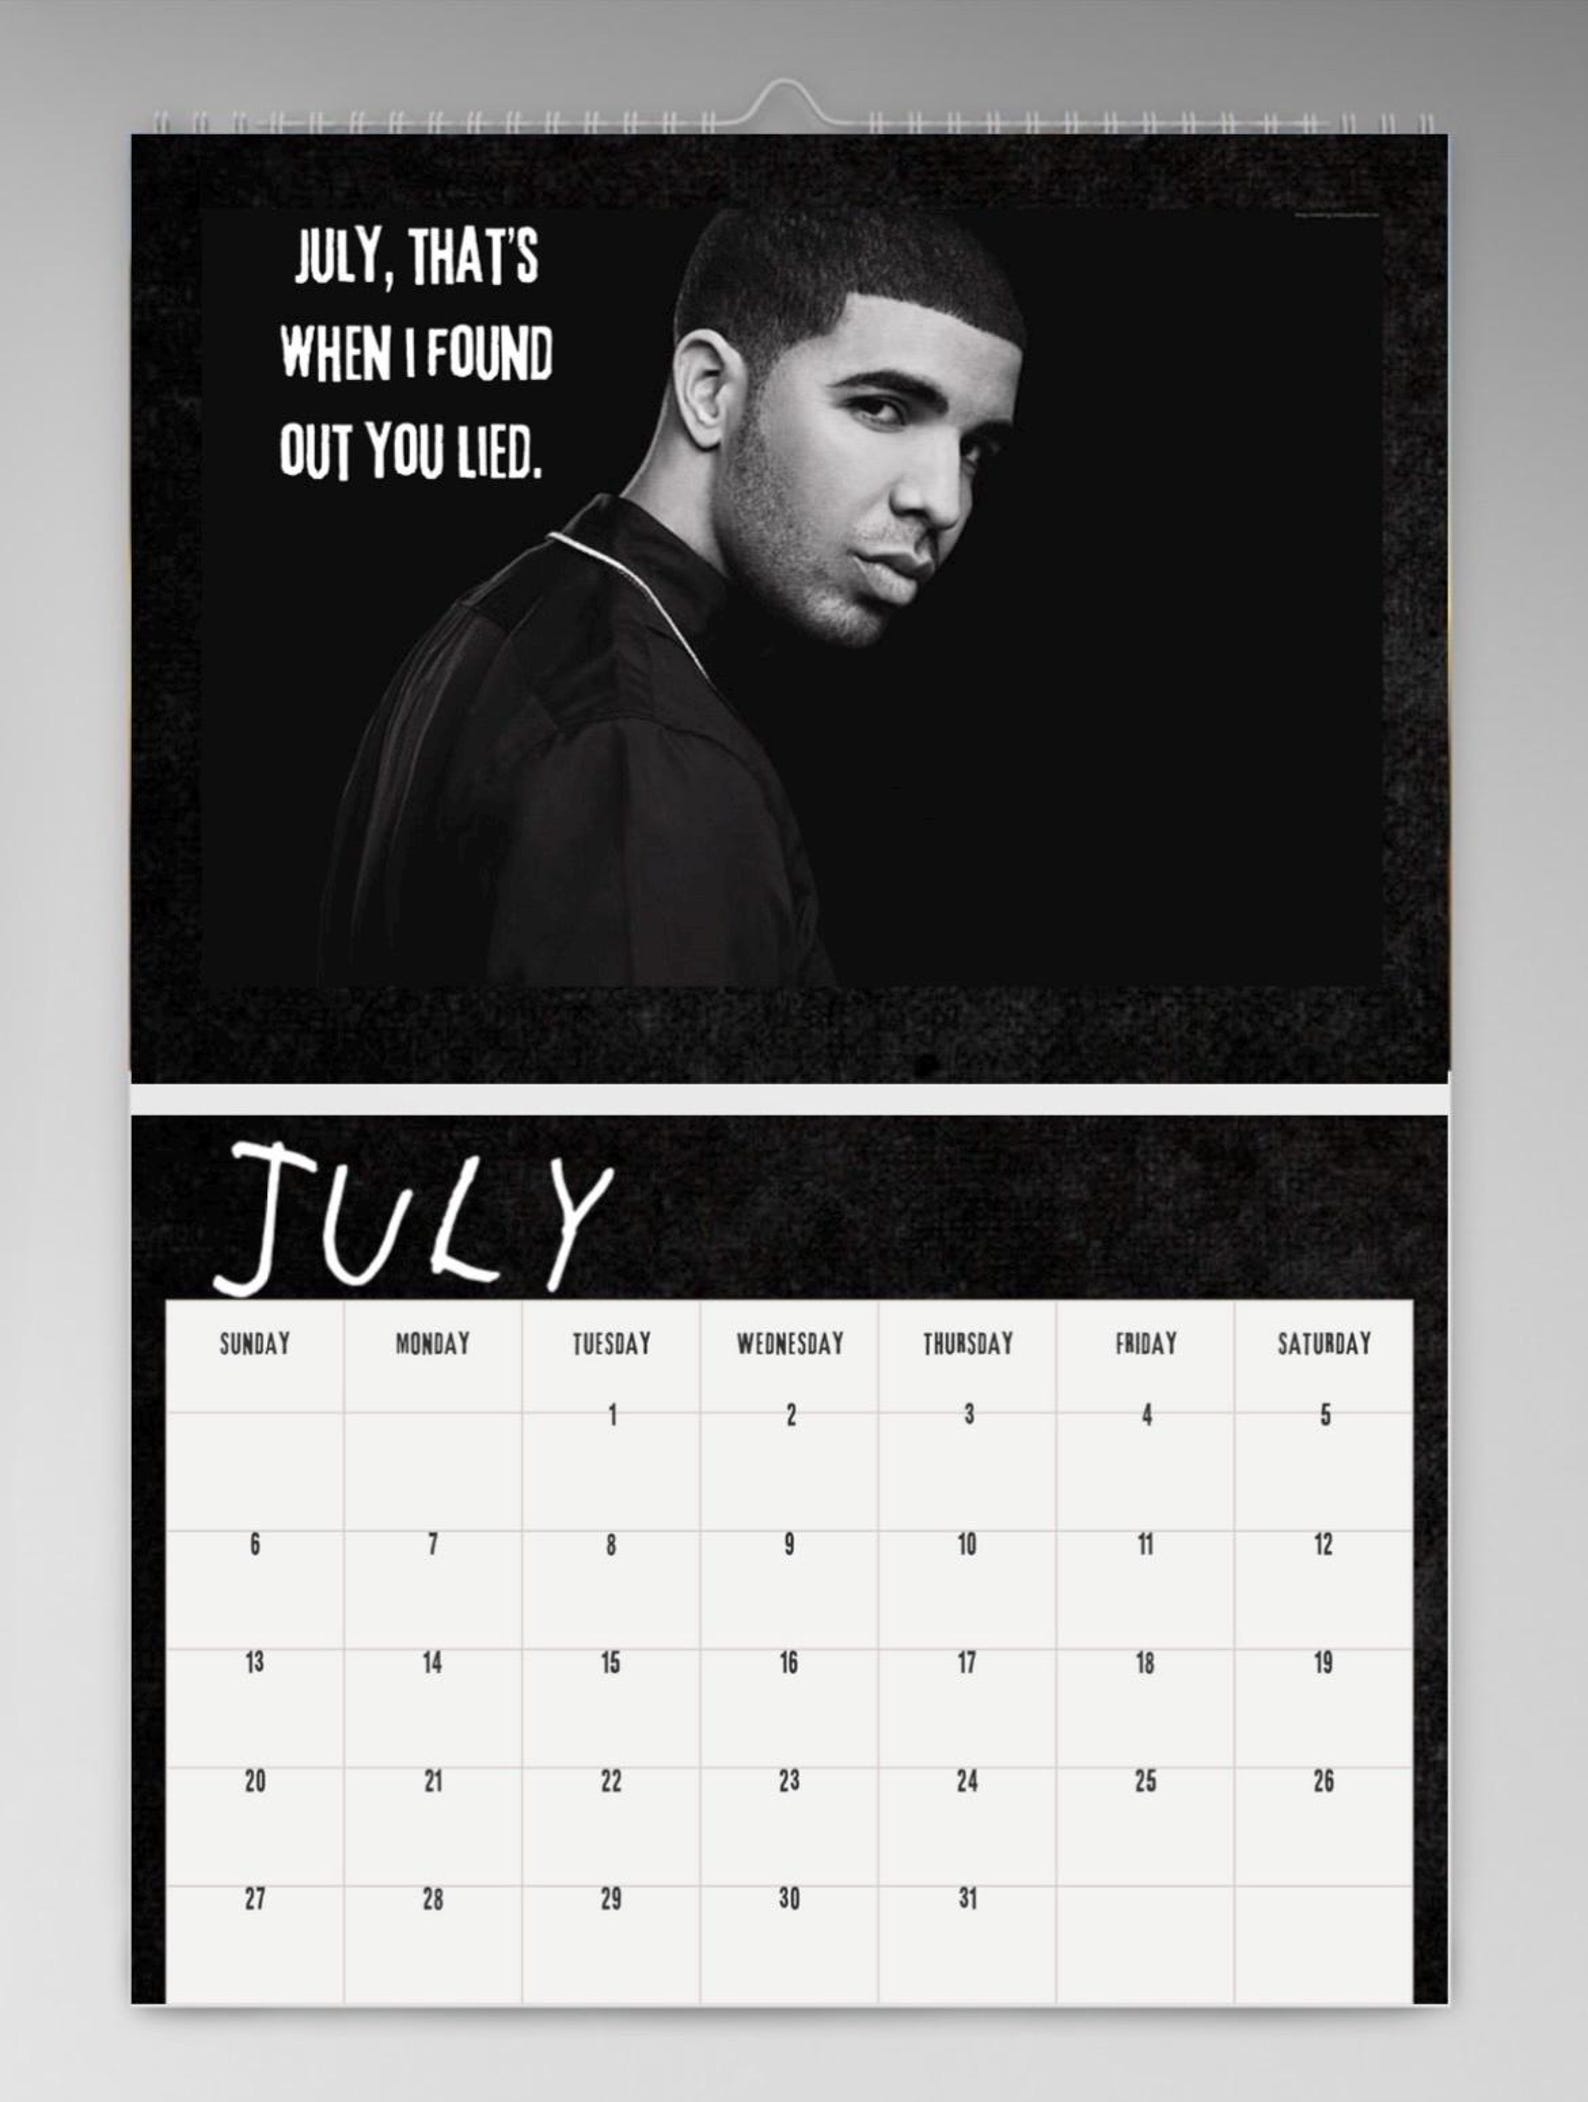 JULY, THAT'S
WHEN I FOUND
OUT YOU LIED.
JULY
SUNDAY MONDAY TUESDAY WEDNESDAY THURSDAY FRIDAY SATURDAY
1 2 3 4 5
6 7 8 9 10 11 12
13 14 15 16 17 18 19
20 21 22 23 24 25 26
27 28 29 30 31